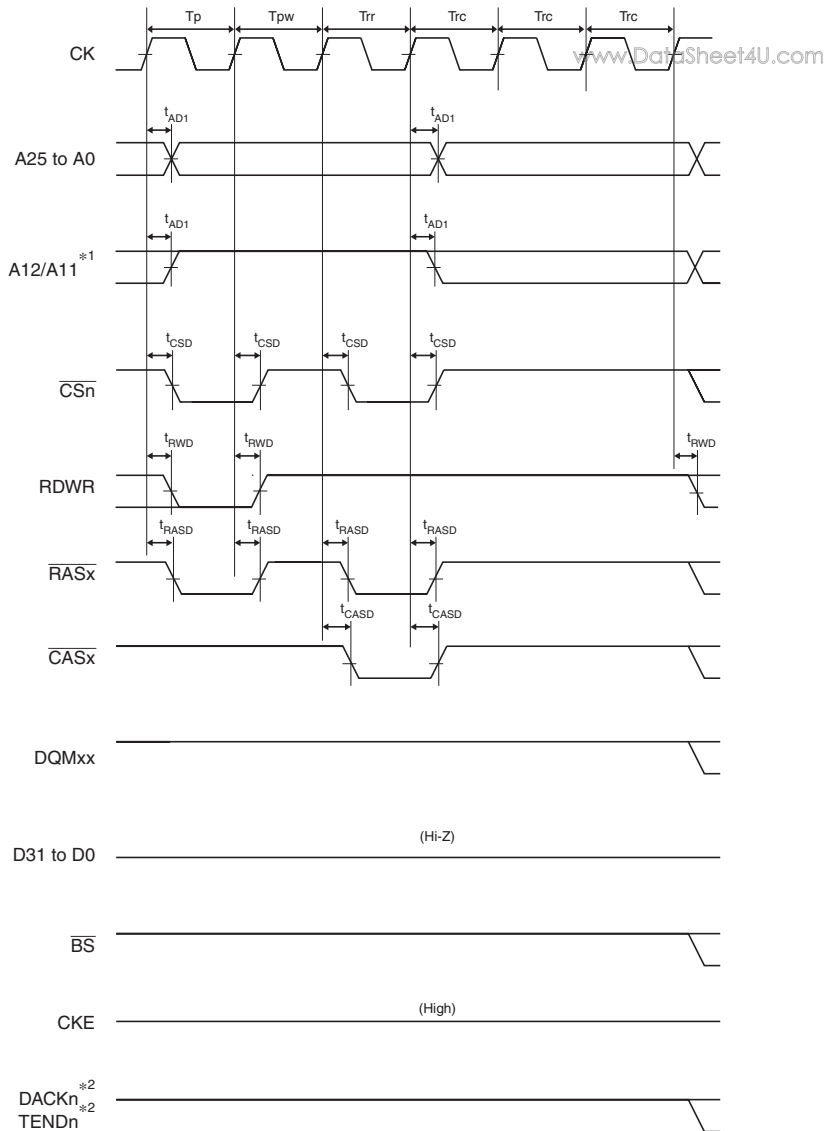 Tp Tpw Trr Trc Trc Trc
CK
www.DataSheet4U.com
tAD1 tAD1
A25 to A0
tAD1 tAD1
A12/A11*1
tCSD tCSD tCSD tCSD
CSn
tRWD tRWD tRWD
RDWR
tRASD tRASD tRASD tRASD
RASx
tCASD tCASD
CASx
DQMxx
(Hi-Z)
D31 to D0
BS
(High)
CKE
DACKn*2
TENDn*2